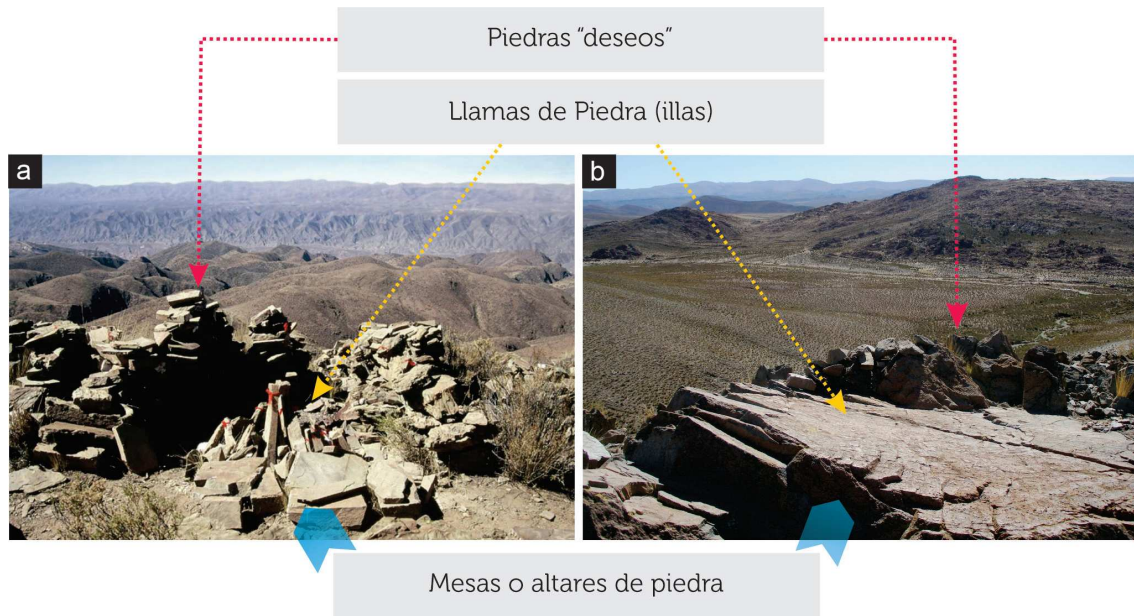 Piedras “deseos”
Llamas de Piedra (illas)
a
b
Mesas o altares de piedra